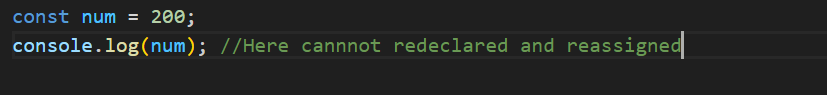 const num = 200;
console.log(num); //Here cannnot redeclared and reassigned